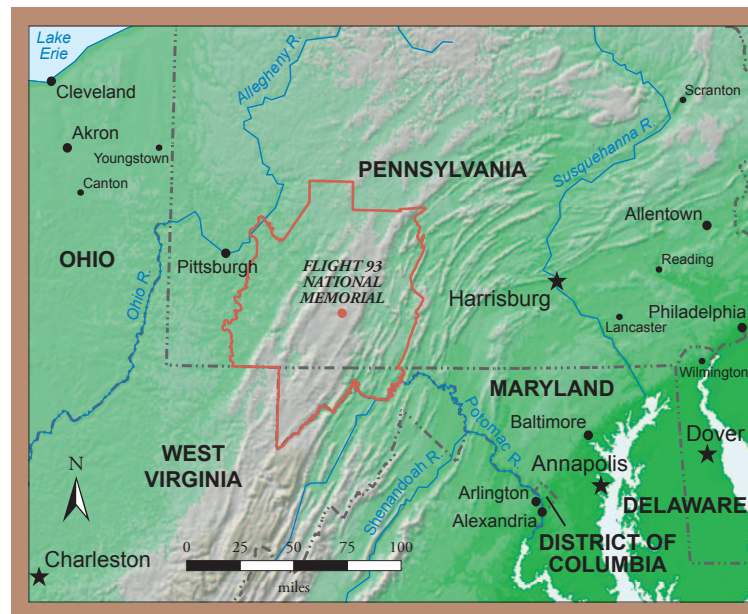 Lake
Erie
Cleveland
Allegheny R.
Scranton
Akron
Youngstown
Canton
PENNSYLVANIA
Susquehanna R.
Allentown
OHIO
Pittsburgh
FLIGHT 93
NATIONAL
MEMORIAL
Reading
Harrisburg
Ohio R.
Philadelphia
Lancaster
Wilmington
MARYLAND
Potomac R.
Baltimore
Dover
WEST
VIRGINIA
Shenandoah R.
Annapolis
N
Arlington
DELAWARE
Alexandria
DISTRICT OF
COLUMBIA
Charleston
0 25 50 75 100
miles